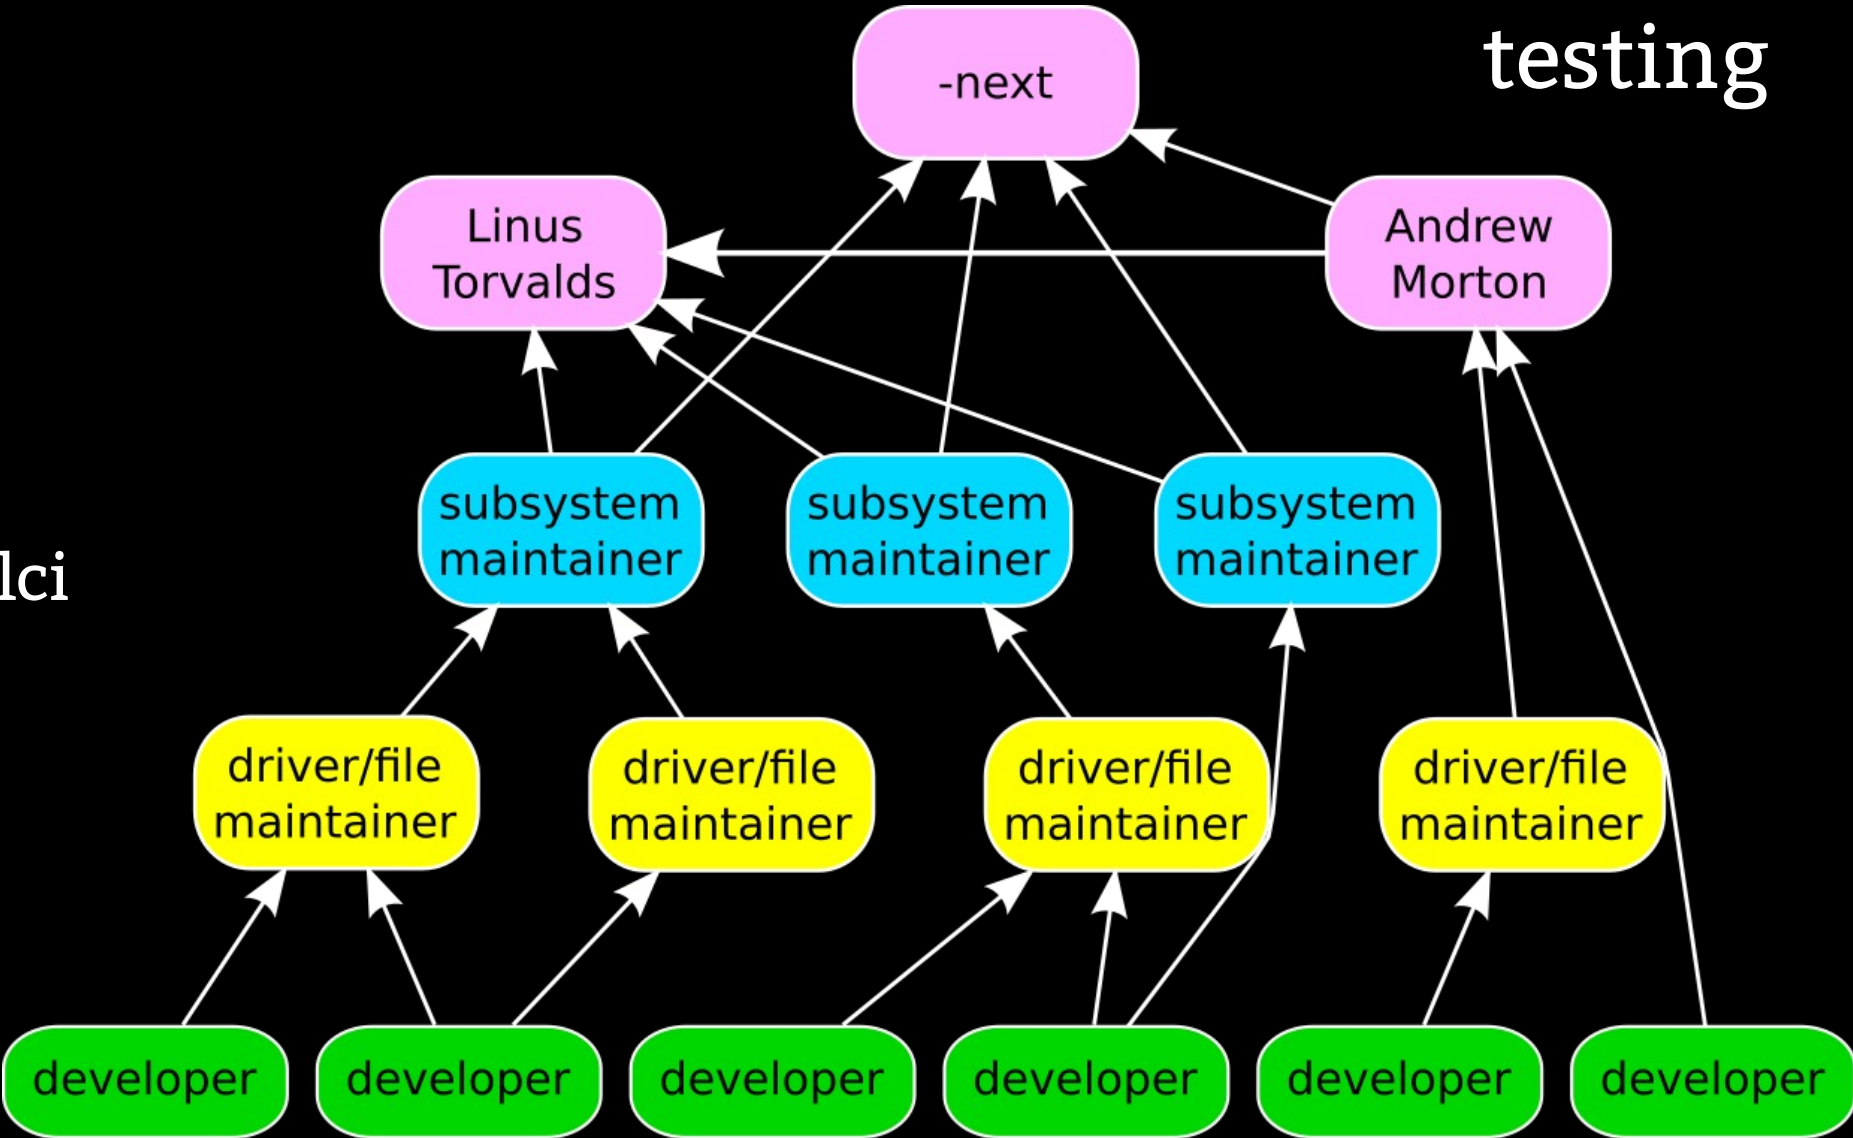 testing
-next
Linus
Torvalds
Andrew
Morton
subsystem
maintainer
subsystem
maintainer
subsystem
maintainer
lci
driver/file
maintainer
driver/file
maintainer
driver/file
maintainer
driver/file
maintainer
developer
developer
developer
developer
developer
developer